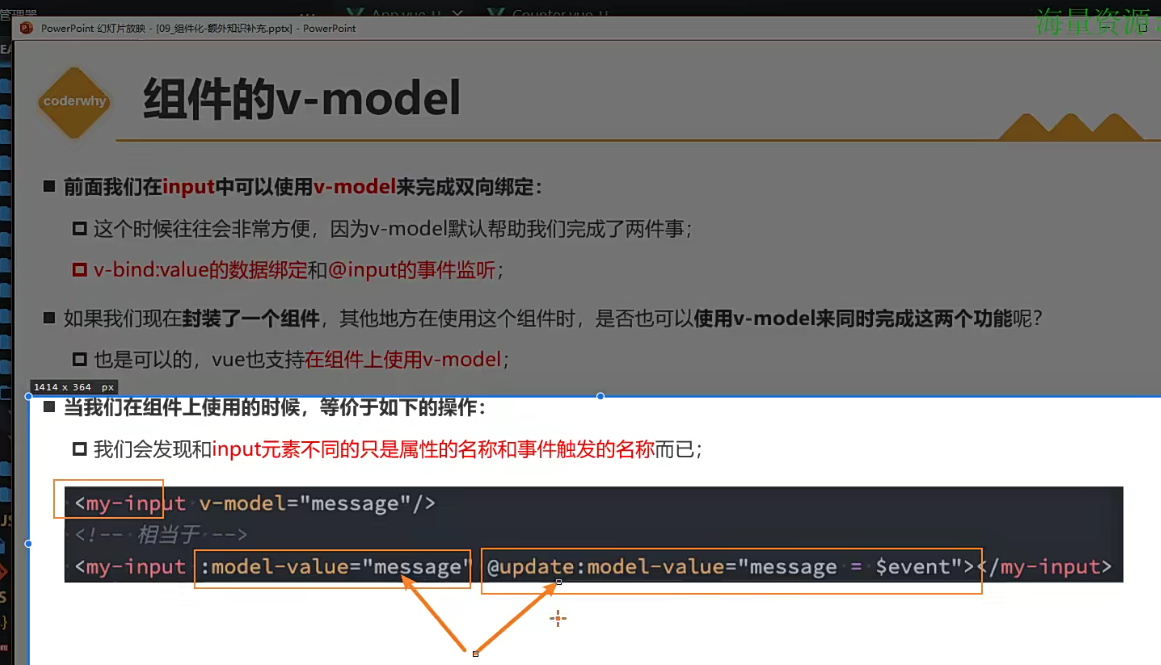 海量资源
PowerPoint 幻灯片放映 - [09_组件化-额外知识补充.pptx] - PowerPoint
coderwhy
组件的v-model
前面我们在input中可以使用v-model来完成双向绑定：
这个时候往往会非常方便，因为v-model默认帮助我们完成了两件事；
v-bind:value的数据绑定和@input的事件监听；
如果我们现在封装了一个组件，其他地方在使用这个组件时，是否也可以使用v-model来同时完成这两个功能呢？
也是可以的，vue也支持在组件上使用v-model；
1414 x 364 px
当我们在组件上使用的时候，等价于如下的操作：
我们会发现和input元素不同的只是属性的名称和事件触发的名称而已；
<my-input v-model="message"/>
<!-- 相当于 -->
<my-input :model-value="message" @update:model-value="message = $event"></my-input>